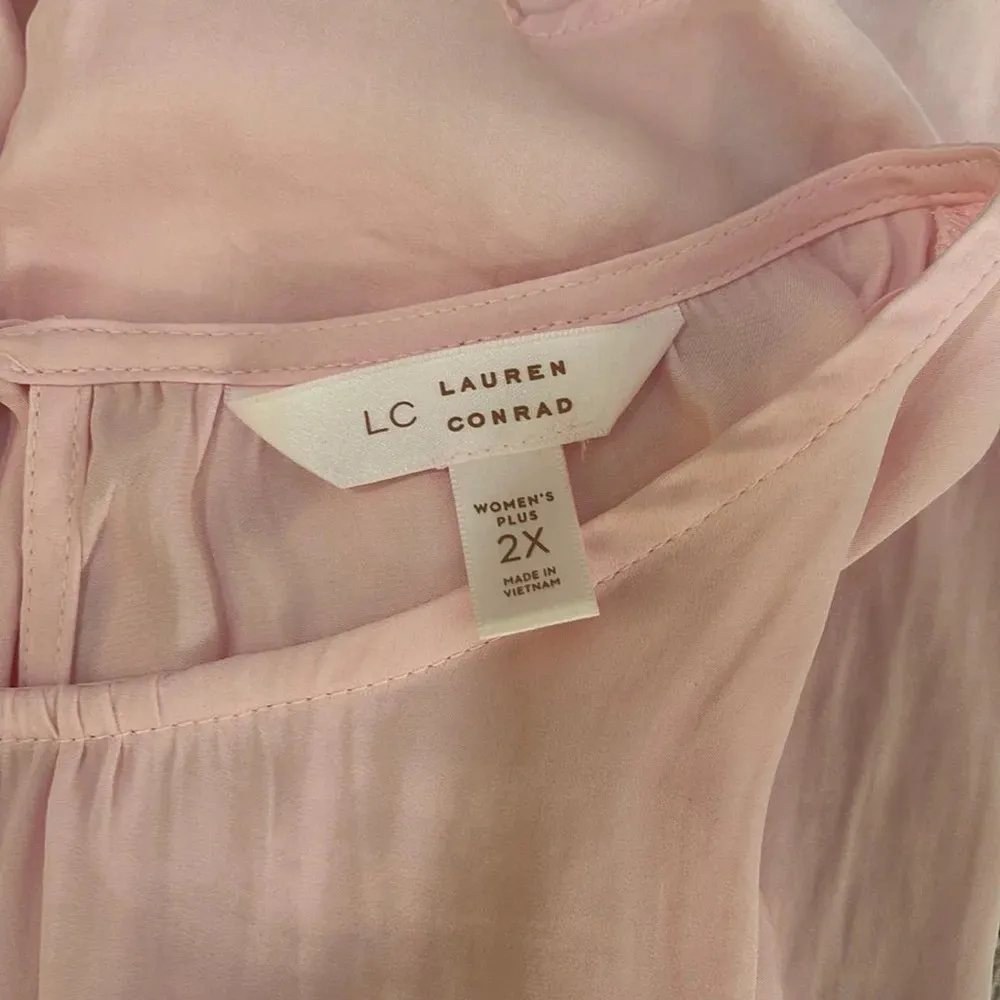 LC LAUREN
CONRAD
WOMEN'S
PLUS
2X
MADE IN
VIETNAM